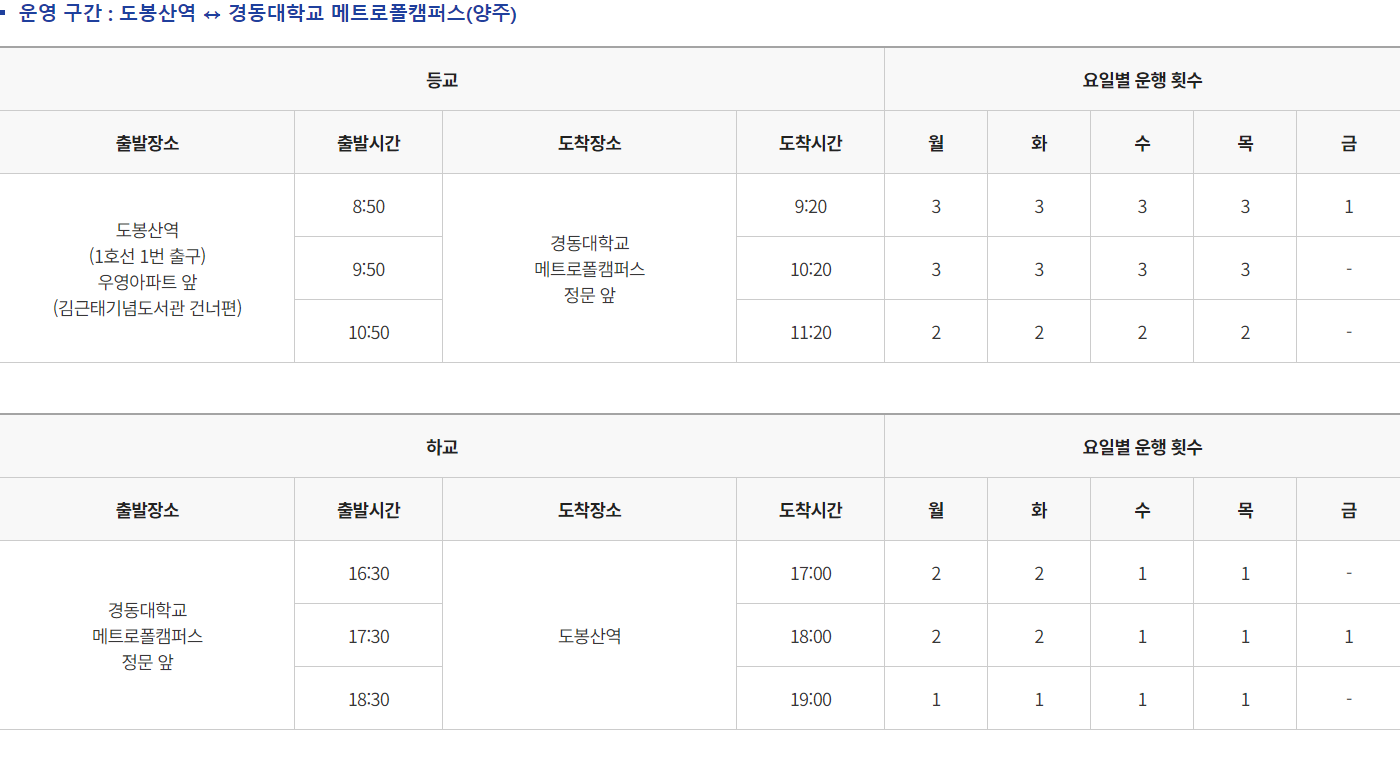 운영 구간 : 도봉산역 ↔ 경동대학교 메트로폴캠퍼스(양주)
등교 요일별 운행 횟수
출발장소 출발시간 도착장소 도착시간 월 화 수 목 금
도봉산역
(1호선 1번 출구)
우영아파트 앞
(김근태기념도서관 건너편)
경동대학교
메트로폴캠퍼스
정문 앞
8:50 9:20 3 3 3 3 1
9:50 10:20 3 3 3 3 -
10:50 11:20 2 2 2 2 -
하교 요일별 운행 횟수
출발장소 출발시간 도착장소 도착시간 월 화 수 목 금
경동대학교
메트로폴캠퍼스
정문 앞
도봉산역
16:30 17:00 2 2 1 1 -
17:30 18:00 2 2 1 1 1
18:30 19:00 1 1 1 1 -